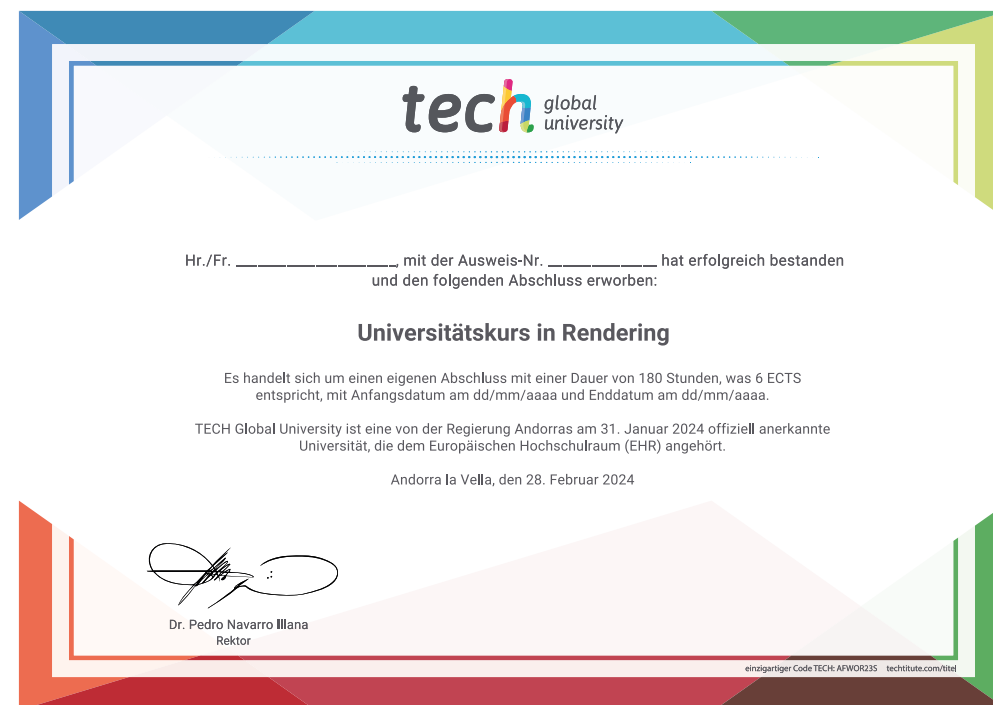 tech global university
Hr./Fr. ______________________, mit der Ausweis-Nr. _______________ hat erfolgreich bestanden
und den folgenden Abschluss erworben:
Universitätskurs in Rendering
Es handelt sich um einen eigenen Abschluss mit einer Dauer von 180 Stunden, was 6 ECTS
entspricht, mit Anfangsdatum am dd/mm/aaaa und Enddatum am dd/mm/aaaa.
TECH Global University ist eine von der Regierung Andorras am 31. Januar 2024 offiziell anerkannte
Universität, die dem Europäischen Hochschulraum (EHR) angehört.
Andorra la Vella, den 28. Februar 2024
Dr. Pedro Navarro Illana
Rektor
einzigartiger Code TECH: AFWOR23S techtitute.com/titel